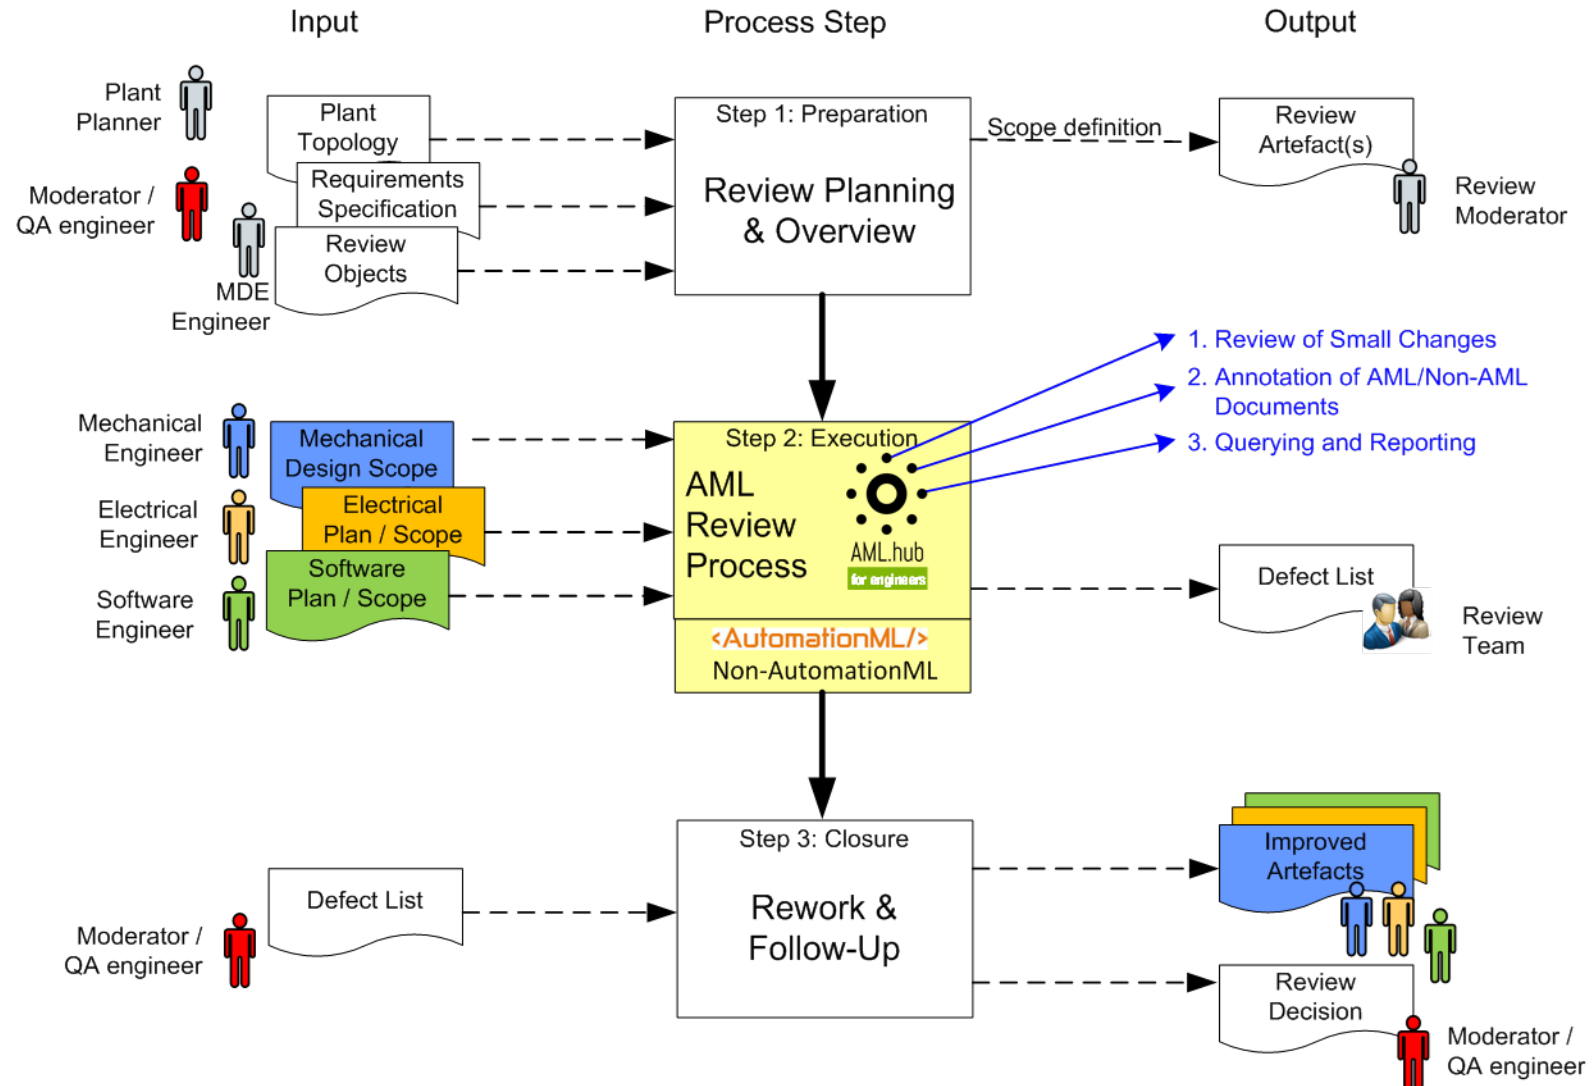 Input
Process Step
Output
Plant
Planner
Moderator /
QA engineer
MDE
Engineer
Plant
Topology
Requirements
Specification
Review
Objects
Step 1: Preparation
Review Planning
& Overview
Scope definition
Review
Artefact(s)
Review
Moderator
1. Review of Small Changes
2. Annotation of AML/Non-AML
Documents
3. Querying and Reporting
Mechanical
Engineer
Electrical
Engineer
Software
Engineer
Mechanical
Design Scope
Electrical
Plan / Scope
Software
Plan / Scope
Step 2: Execution
AML
Review
Process
AML.hub
for engineers
<AutomationML/>
Non-AutomationML
Defect List
Review
Team
Moderator /
QA engineer
Defect List
Step 3: Closure
Rework &
Follow-Up
Improved
Artefacts
Review
Decision
Moderator /
QA engineer